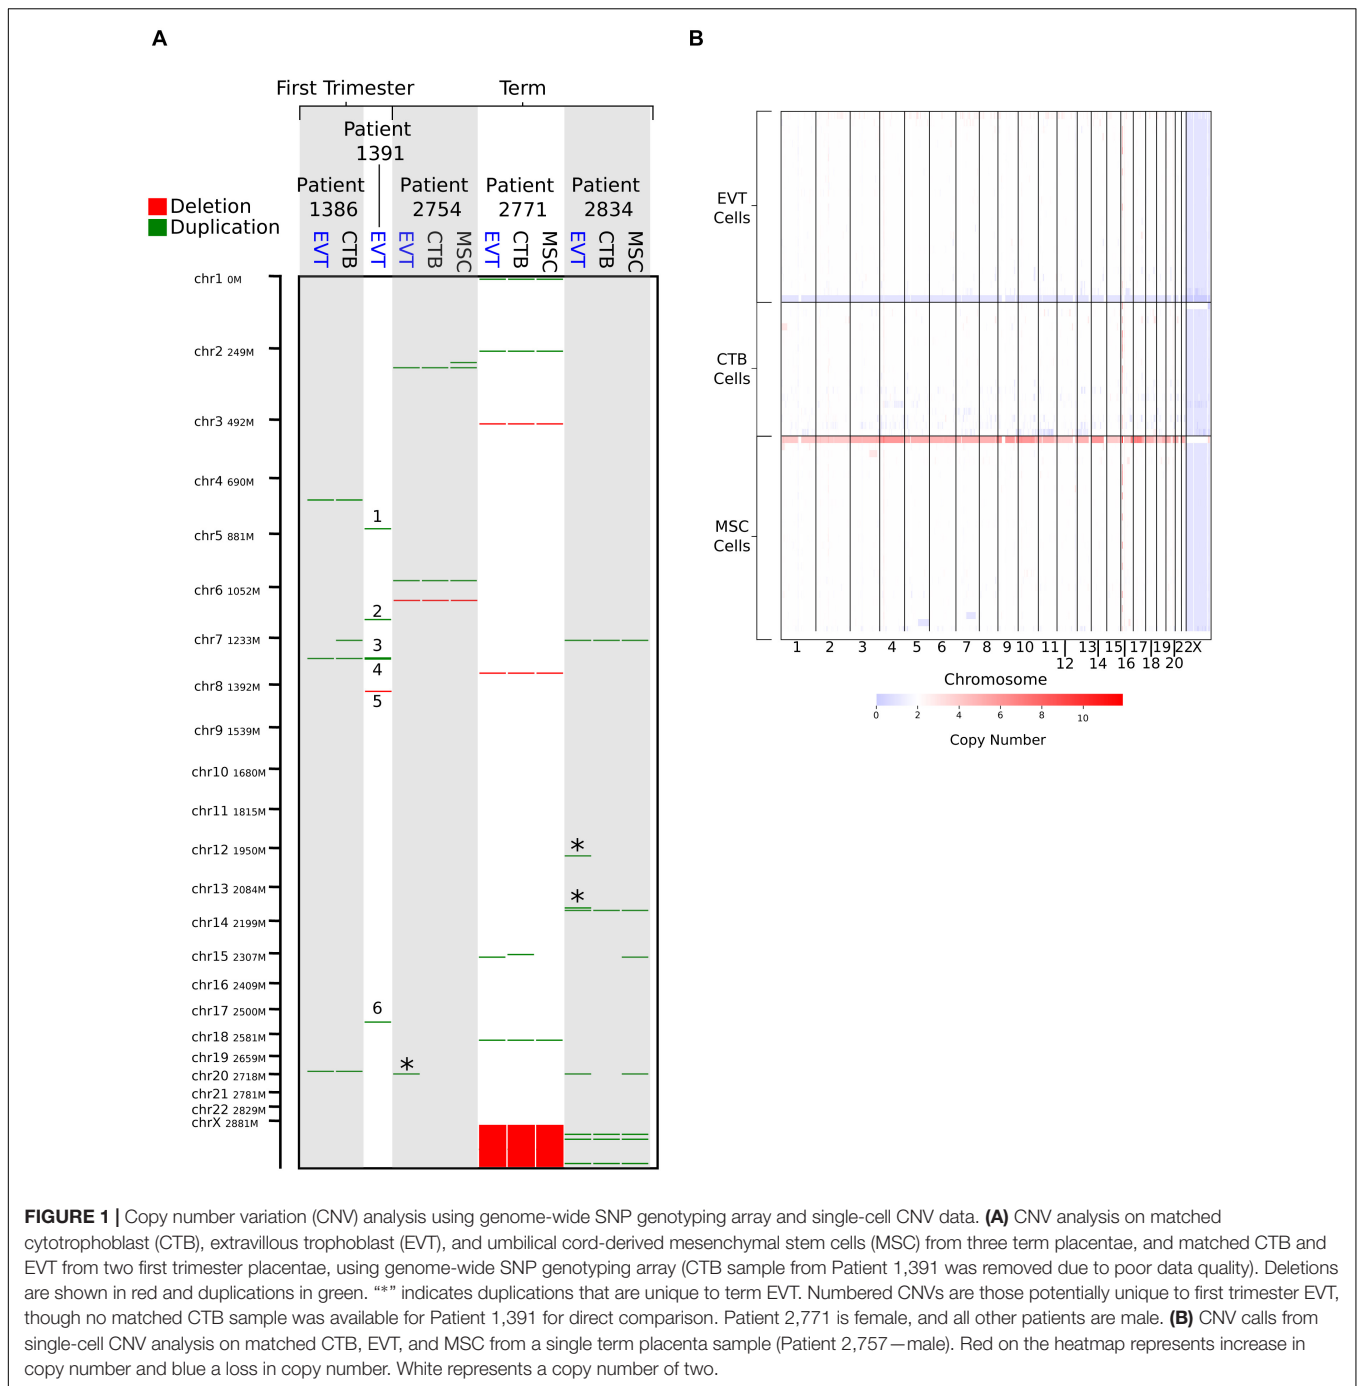 A
First Trimester
Term
Patient
1391
Patient
1386
Patient
2754
Patient
2771
Patient
2834
Deletion
Duplication
EVT
CTB
EVT
EVT
CTB
MSC
EVT
CTB
MSC
EVT
CTB
MSC
chr1 0M
chr2 249M
chr3 492M
chr4 690M
chr5 881M
chr6 1052M
chr7 1233M
chr8 1392M
chr9 1539M
chr10 1680M
chr11 1815M
chr12 1950M
chr13 2084M
chr14 2199M
chr15 2307M
chr16 2409M
chr17 2500M
chr18 2581M
chr19 2659M
chr20 2718M
chr21 2781M
chr22 2829M
chrX 2881M
1
2
3
4
5
*
*
6
*
B
EVT
Cells
CTB
Cells
MSC
Cells
1 2 3 4 5 6 7 8 9 10 11 13 15 17 19 22X
12 14 16 18 20
Chromosome
0 2 4 6 8 10
Copy Number
FIGURE 1 | Copy number variation (CNV) analysis using genome-wide SNP genotyping array and single-cell CNV data. (A) CNV analysis on matched
cytotrophoblast (CTB), extravillous trophoblast (EVT), and umbilical cord-derived mesenchymal stem cells (MSC) from three term placentae, and matched CTB and
EVT from two first trimester placentae, using genome-wide SNP genotyping array (CTB sample from Patient 1,391 was removed due to poor data quality). Deletions
are shown in red and duplications in green. “*” indicates duplications that are unique to term EVT. Numbered CNVs are those potentially unique to first trimester EVT,
though no matched CTB sample was available for Patient 1,391 for direct comparison. Patient 2,771 is female, and all other patients are male. (B) CNV calls from
single-cell CNV analysis on matched CTB, EVT, and MSC from a single term placenta sample (Patient 2,757—male). Red on the heatmap represents increase in
copy number and blue a loss in copy number. White represents a copy number of two.